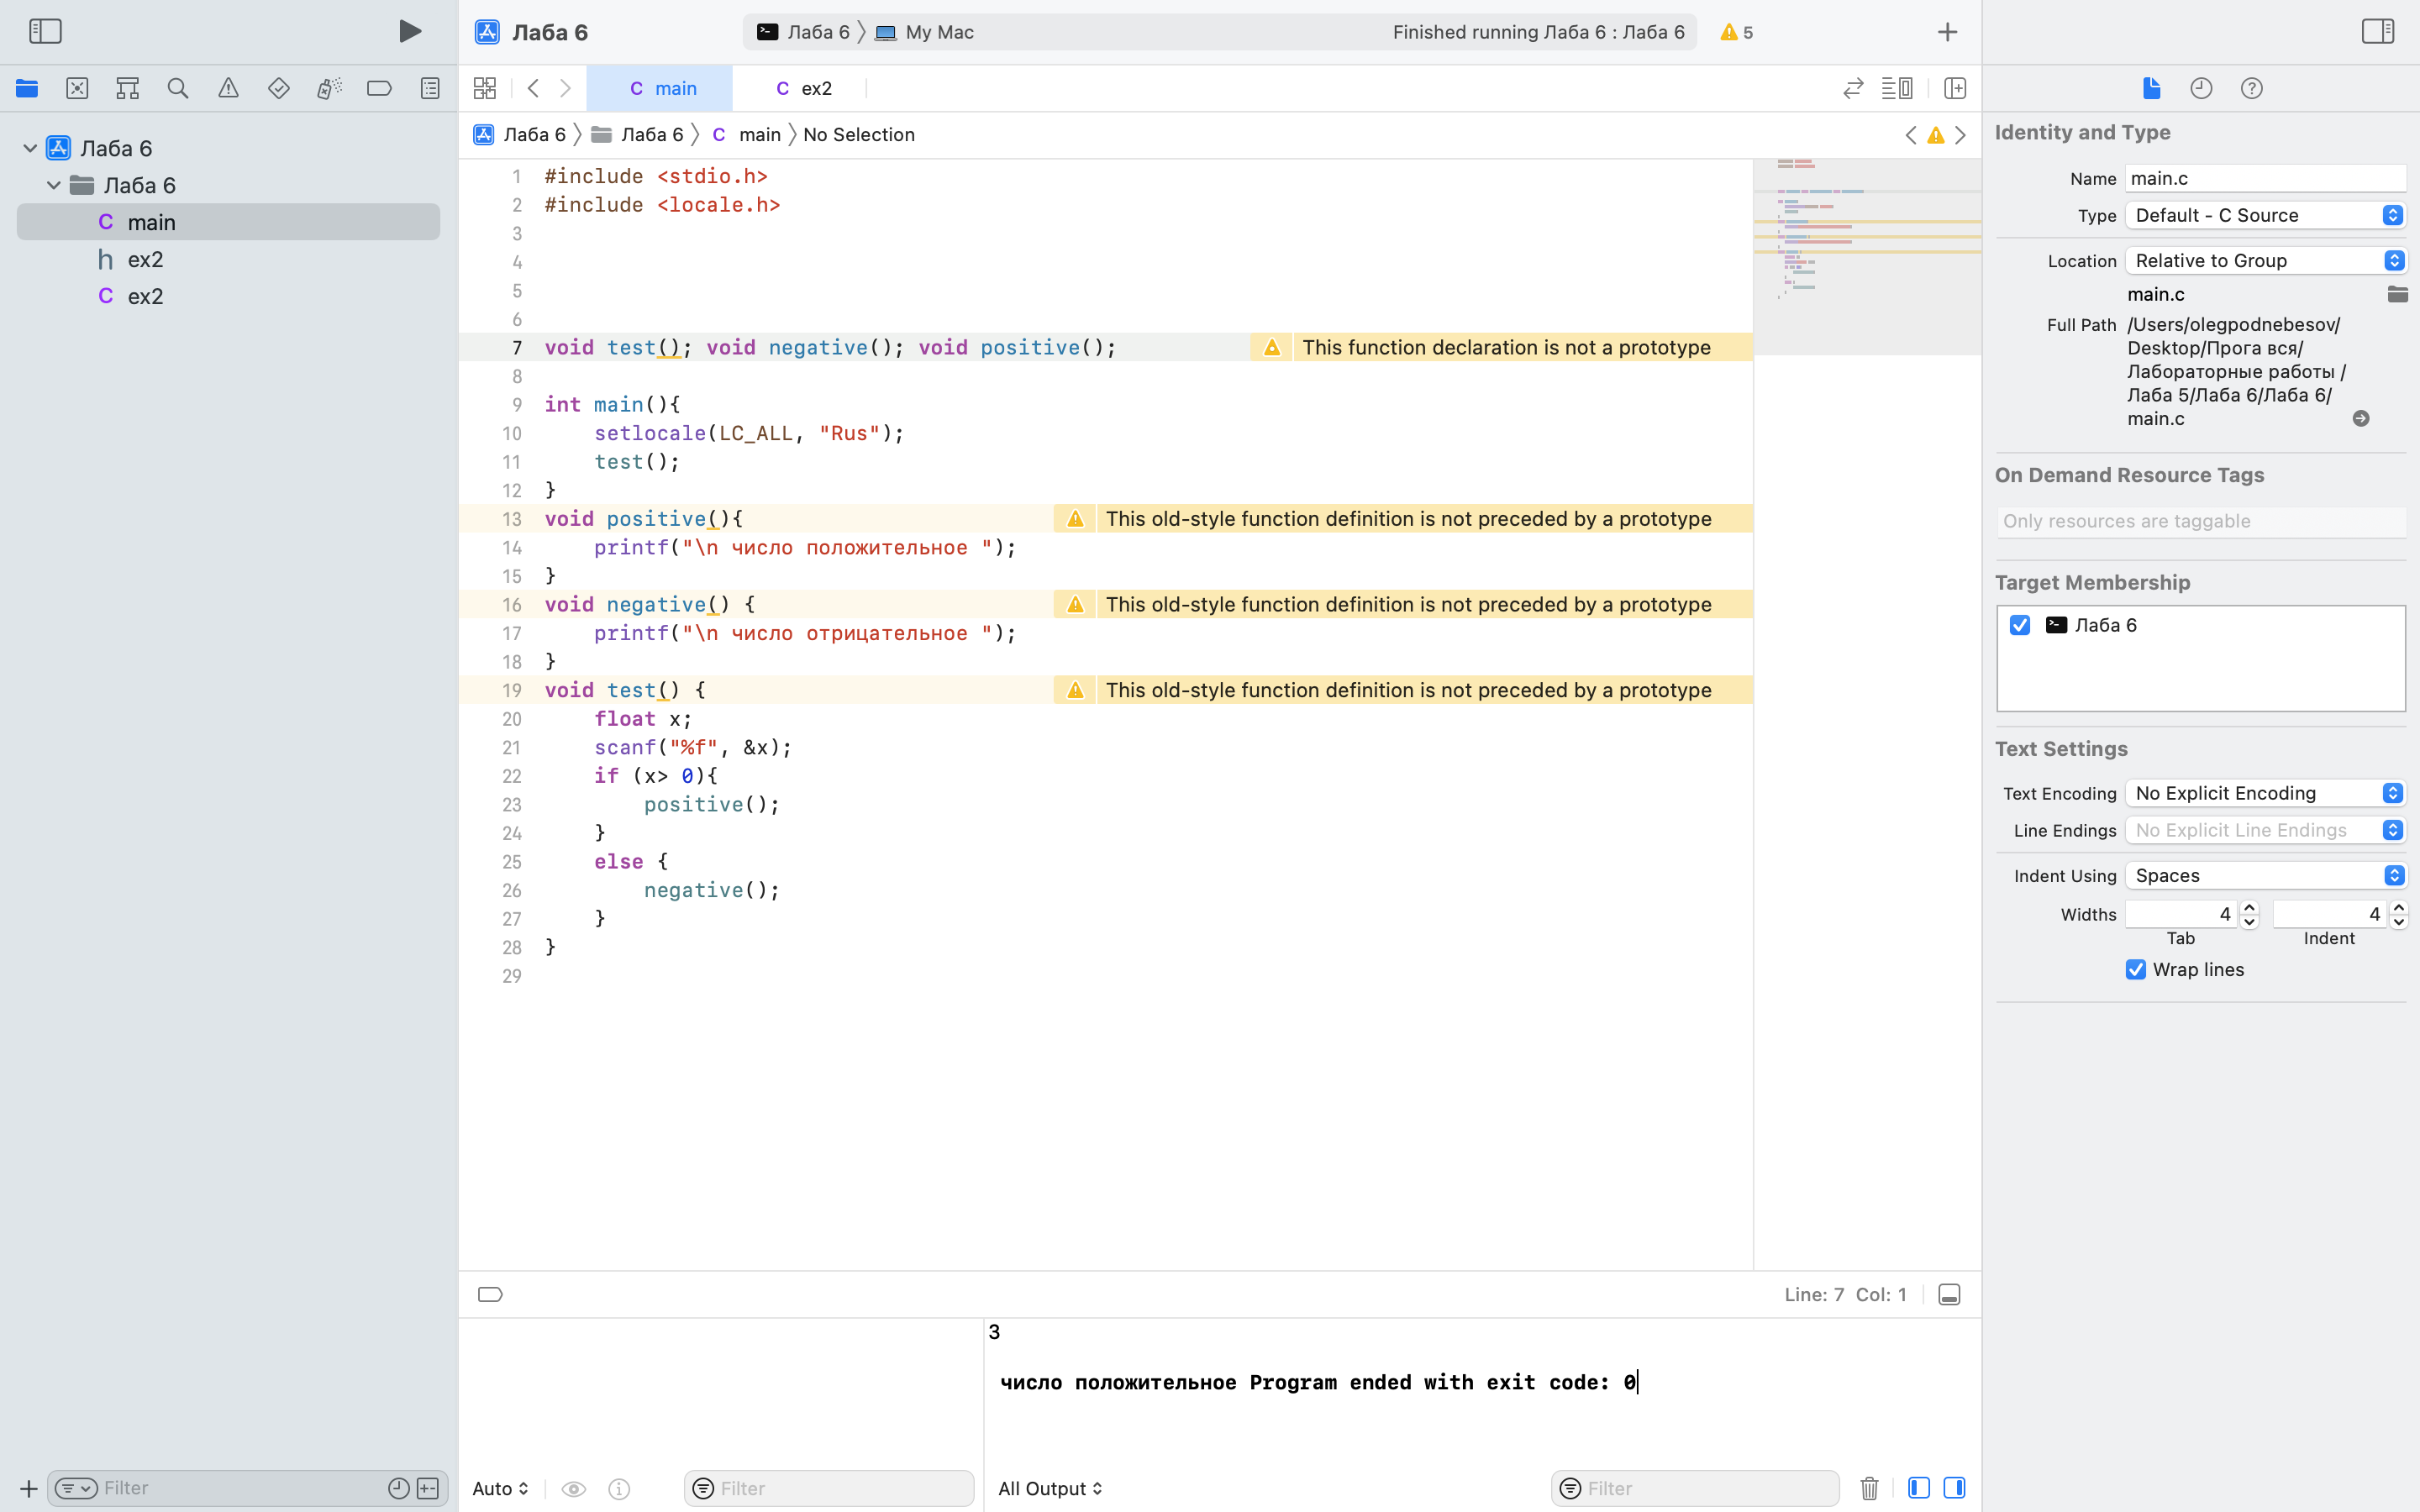 Лаба 6
Лаба 6 My Mac
Finished running Лаба 6 : Лаба 6
5
C main
C ex2
Лаба 6
Лаба 6
C main
h ex2
C ex2
Лаба 6 Лаба 6 C main No Selection
1 #include <stdio.h>
2 #include <locale.h>
3
4
5
6
7 void test(); void negative(); void positive(); This function declaration is not a prototype
8
9 int main(){
10 setlocale(LC_ALL, "Rus");
11 test();
12 }
13 void positive(){ This old-style function definition is not preceded by a prototype
14 printf("\n число положительное ");
15 }
16 void negative() { This old-style function definition is not preceded by a prototype
17 printf("\n число отрицательное ");
18 }
19 void test() { This old-style function definition is not preceded by a prototype
20 float x;
21 scanf("%f", &x);
22 if (x> 0){
23 positive();
24 }
25 else {
26 negative();
27 }
28 }
29
Line: 7 Col: 1
3
число положительное Program ended with exit code: 0
Filter
Auto
Filter
All Output
Filter
Identity and Type
Name main.c
Type Default - C Source
Location Relative to Group
main.c
Full Path /Users/olegpodnebesov/
Desktop/Прога вся/
Лабораторные работы /
Лаба 5/Лаба 6/Лаба 6/
main.c
On Demand Resource Tags
Only resources are taggable
Target Membership
Лаба 6
Text Settings
Text Encoding No Explicit Encoding
Line Endings No Explicit Line Endings
Indent Using Spaces
Widths 4 4
Tab Indent
Wrap lines